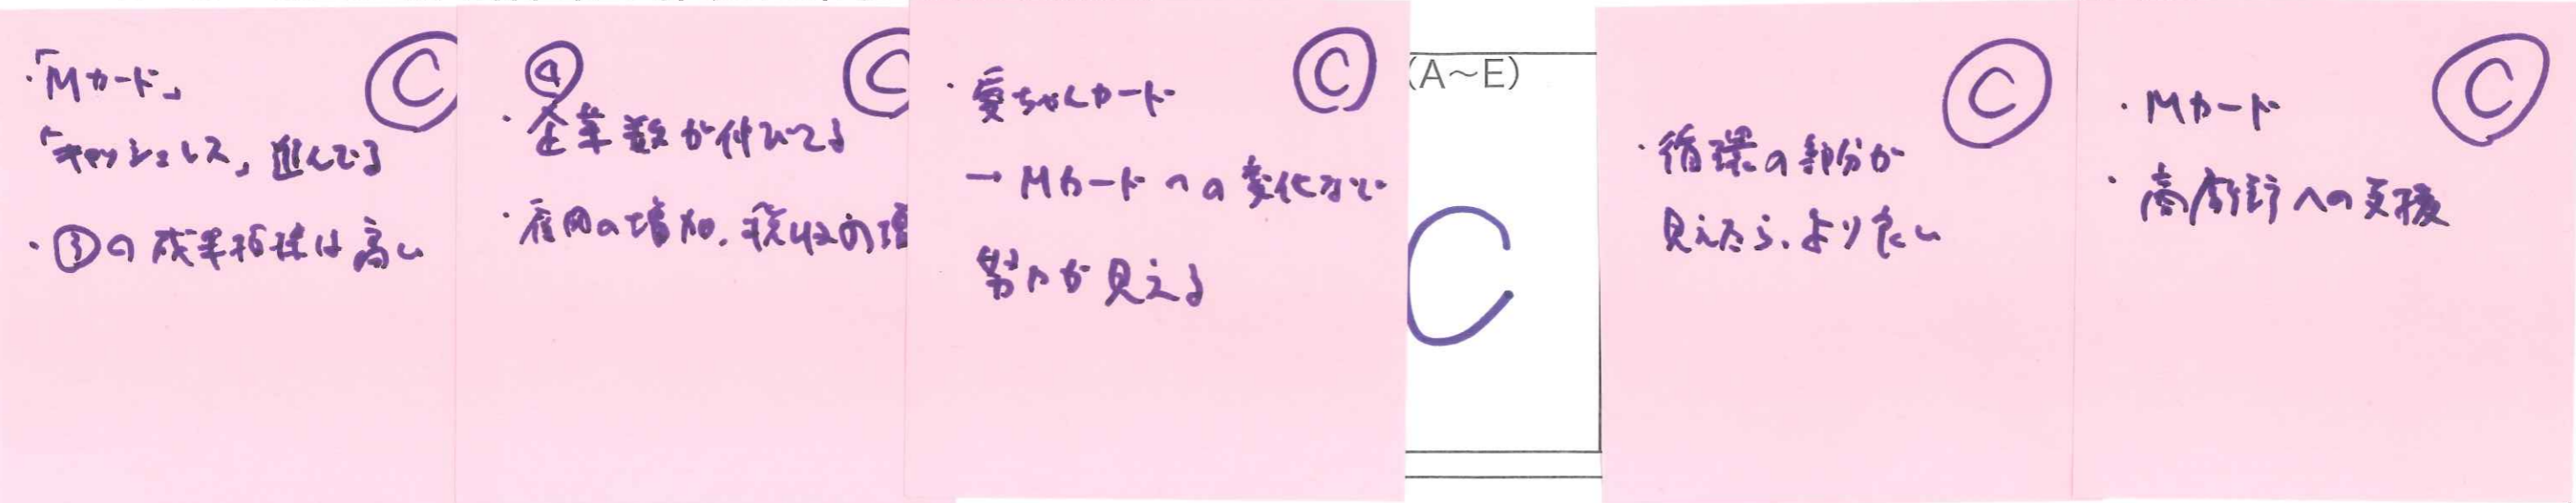 Ⓒ
・「Mカード」
「キャッシュレス」進んでる
・③の成果指標は高い
④
Ⓒ
・企業数が伸びてる
・雇用の増加、税収の増
Ⓒ
・愛ちゃんカード
→Mカードへの変化など
努力が見える
(A～E)
C
Ⓒ
・循環の部分が
見えたら、より良い
Ⓒ
・Mカード
・商店街への支援